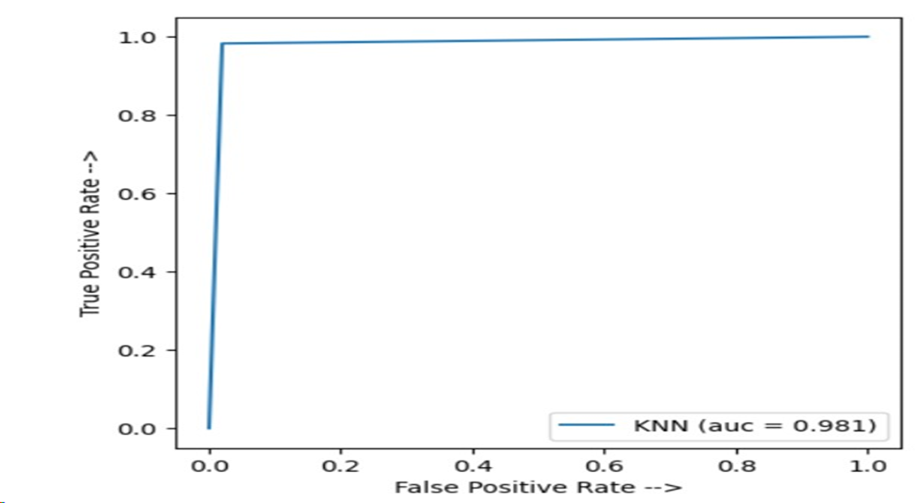 1.0
0.8
0.6
0.4
0.2
0.0
True Positive Rate -->
KNN (auc = 0.981)
0.0 0.2 0.4 0.6 0.8 1.0
False Positive Rate -->